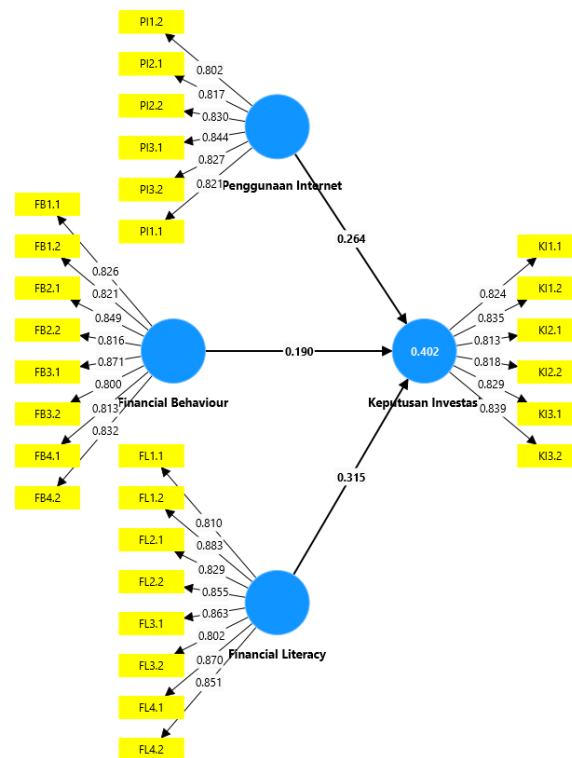 PI1.2
PI2.1
PI2.2
PI3.1
PI3.2
PI1.1
0.802
0.817
0.830
0.844
0.827
0.821
Penggunaan Internet
0.264
FB1.1
FB1.2
FB2.1
FB2.2
FB3.1
FB3.2
FB4.1
FB4.2
0.826
0.821
0.849
0.816
0.871
0.800
0.813
0.832
Financial Behaviour
0.190
0.402
Keputusan Investas
KI1.1
KI1.2
KI2.1
KI2.2
KI3.1
KI3.2
0.824
0.835
0.813
0.818
0.829
0.839
0.315
FL1.1
FL1.2
FL2.1
FL2.2
FL3.1
FL3.2
FL4.1
FL4.2
0.810
0.883
0.829
0.855
0.863
0.802
0.870
0.851
Financial Literacy